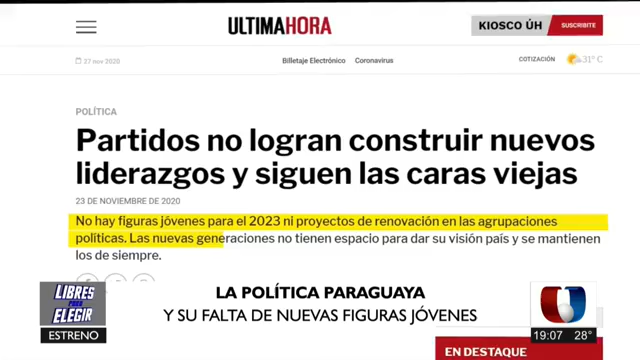 ULTIMAHORA
KIOSCO ÚH
SUSCRIBITE
27 nov 2020
Billetaje Electrónico
Coronavirus
COTIZACIÓN
31° C
POLÍTICA
Partidos no logran construir nuevos
liderazgos y siguen las caras viejas
23 DE NOVIEMBRE DE 2020
No hay figuras jóvenes para el 2023 ni proyectos de renovación en las agrupaciones
políticas. Las nuevas generaciones no tienen espacio para dar su visión país y se mantienen
los de siempre.
LIBRES
PARA
ELEGIR
ESTRENO
LA POLÍTICA PARAGUAYA
Y SU FALTA DE NUEVAS FIGURAS JÓVENES
U
19:07 28°
EN DESTAQUE